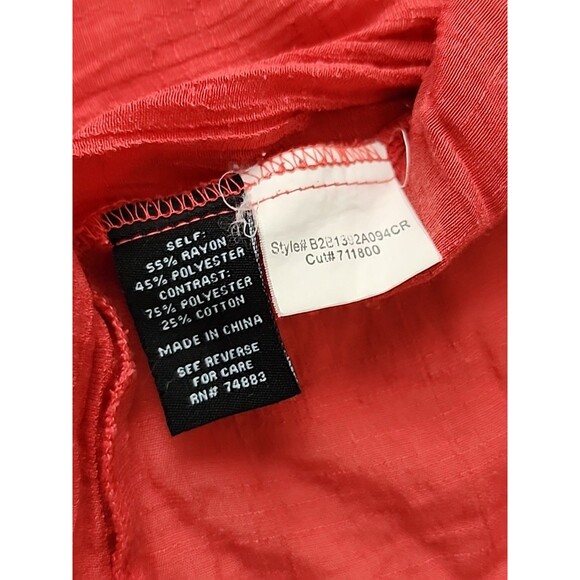 SELF:
55% RAYON
45% POLYESTER
CONTRAST:
75% POLYESTER
25% COTTON
MADE IN CHINA
SEE REVERSE
FOR CARE
RN# 74883
Style# B2B1302A094CR
Cut# 711800